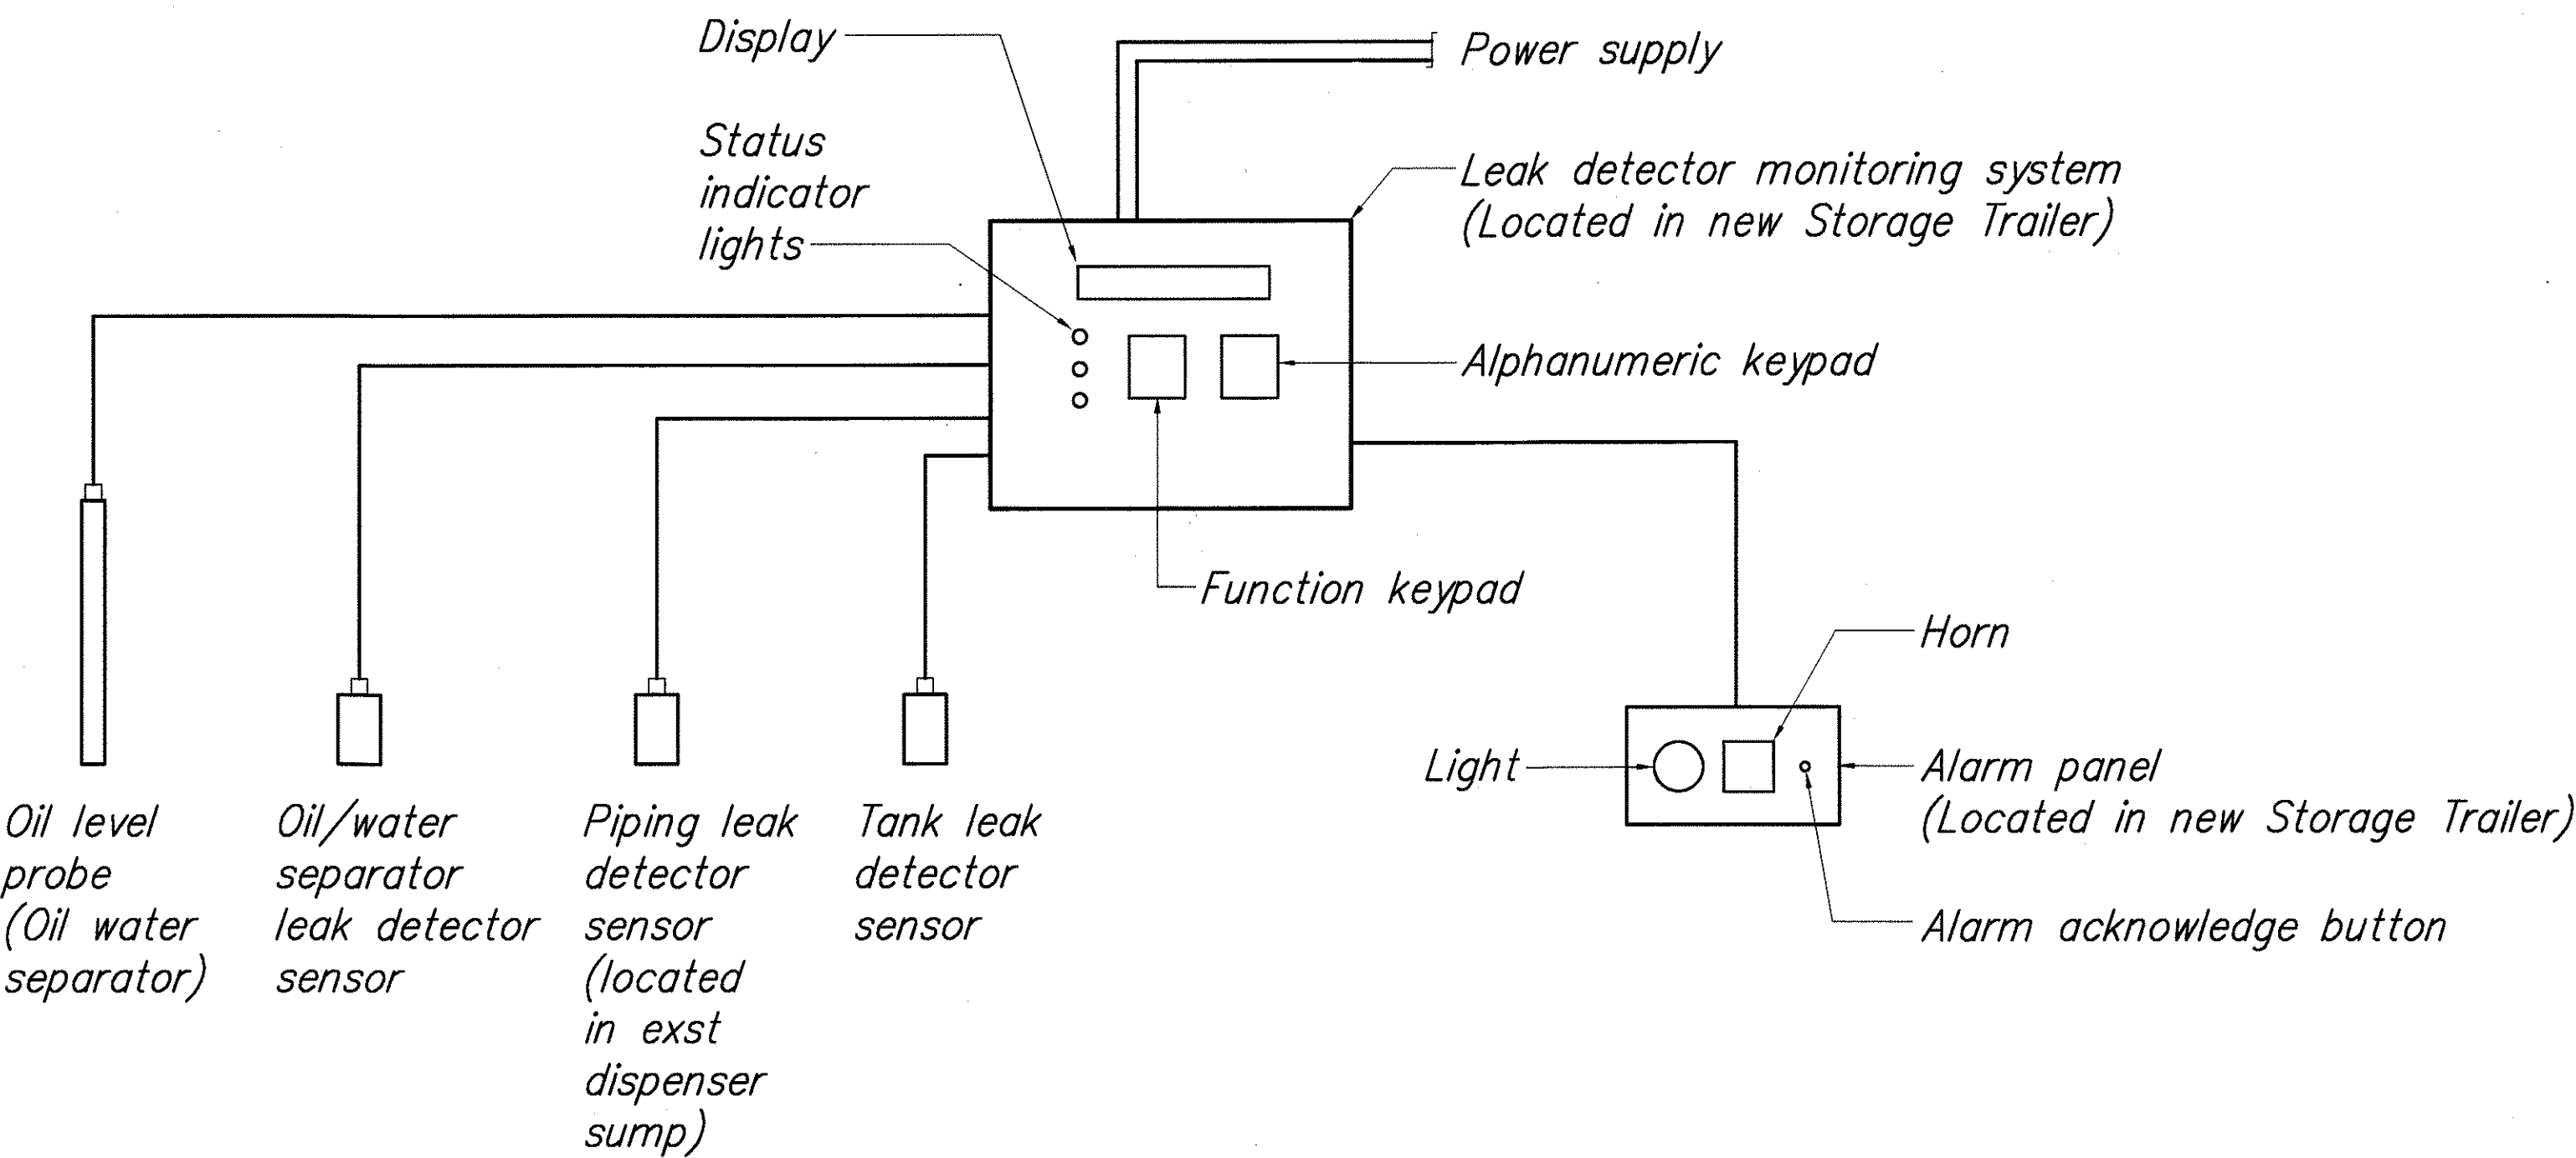 Display
Power supply
Status
indicator
lights
Leak detector monitoring system
(Located in new Storage Trailer)
Alphanumeric keypad
Function keypad
Horn
Light
Alarm panel
(Located in new Storage Trailer)
Alarm acknowledge button
Oil level
probe
(Oil water
separator)
Oil/water
separator
leak detector
sensor
Piping leak
detector
sensor
(located
in exst
dispenser
sump)
Tank leak
detector
sensor